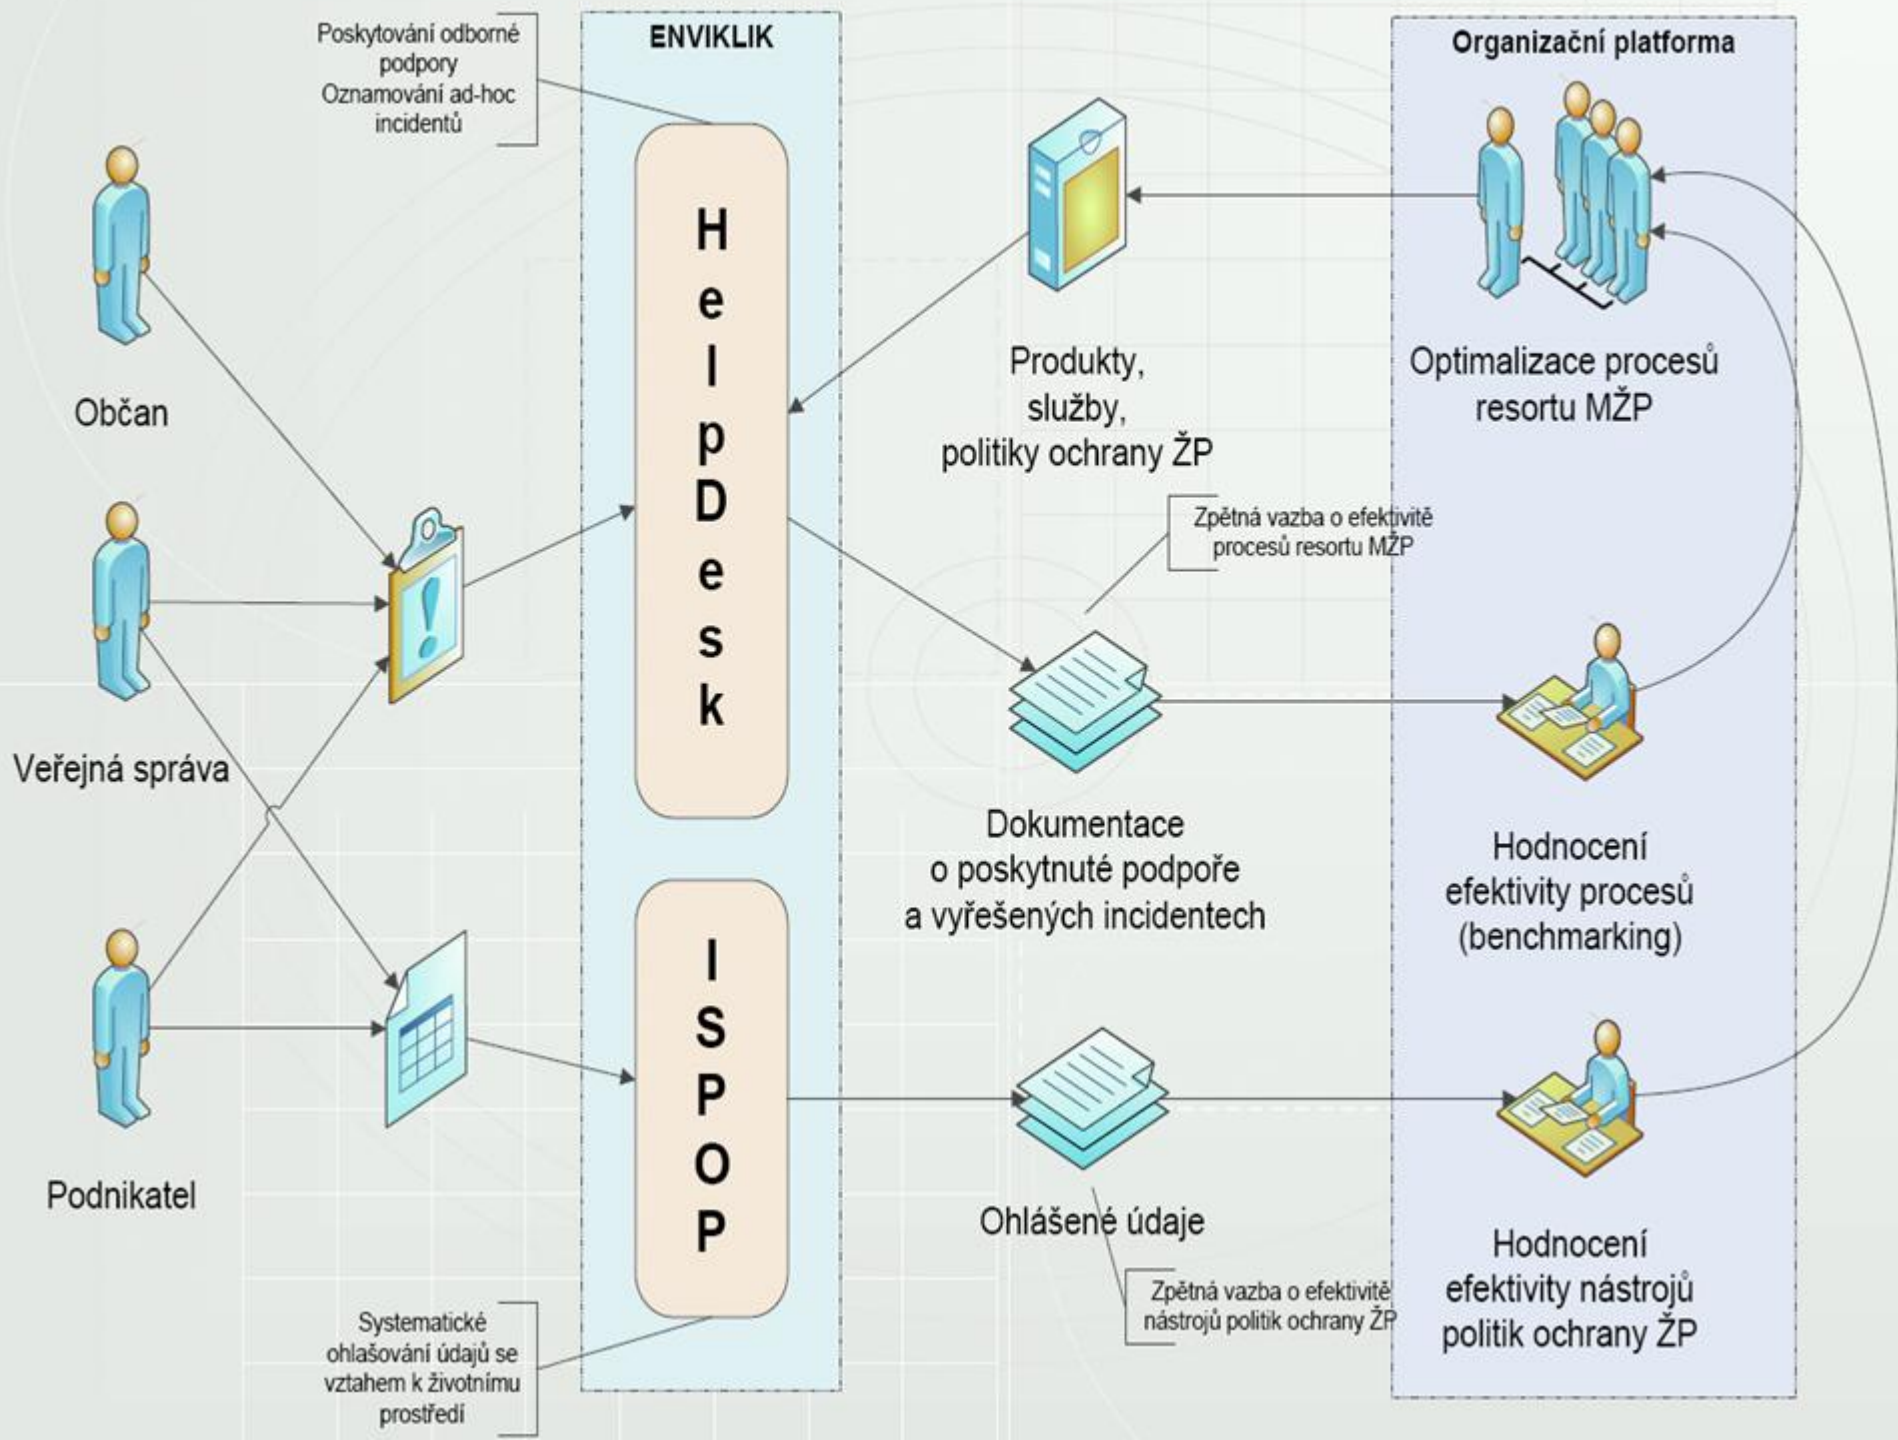 Poskytování odborné
podpory
Oznamování ad-hoc
incidentů
ENVIKLIK
Organizační platforma
HelpDesk
Občan
Produkty,
služby,
politiky ochrany ŽP
Optimalizace procesů
resortu MŽP
Zpětná vazba o efektivitě
procesů resortu MŽP
Veřejná správa
Dokumentace
o poskytnuté podpoře
a vyřešených incidentech
Hodnocení
efektivity procesů
(benchmarking)
ISPOP
Podnikatel
Ohlášené údaje
Hodnocení
efektivity nástrojů
politik ochrany ŽP
Zpětná vazba o efektivitě
nástrojů politik ochrany ŽP
Systematické
ohlašování údajů se
vztahem k životnímu
prostředí